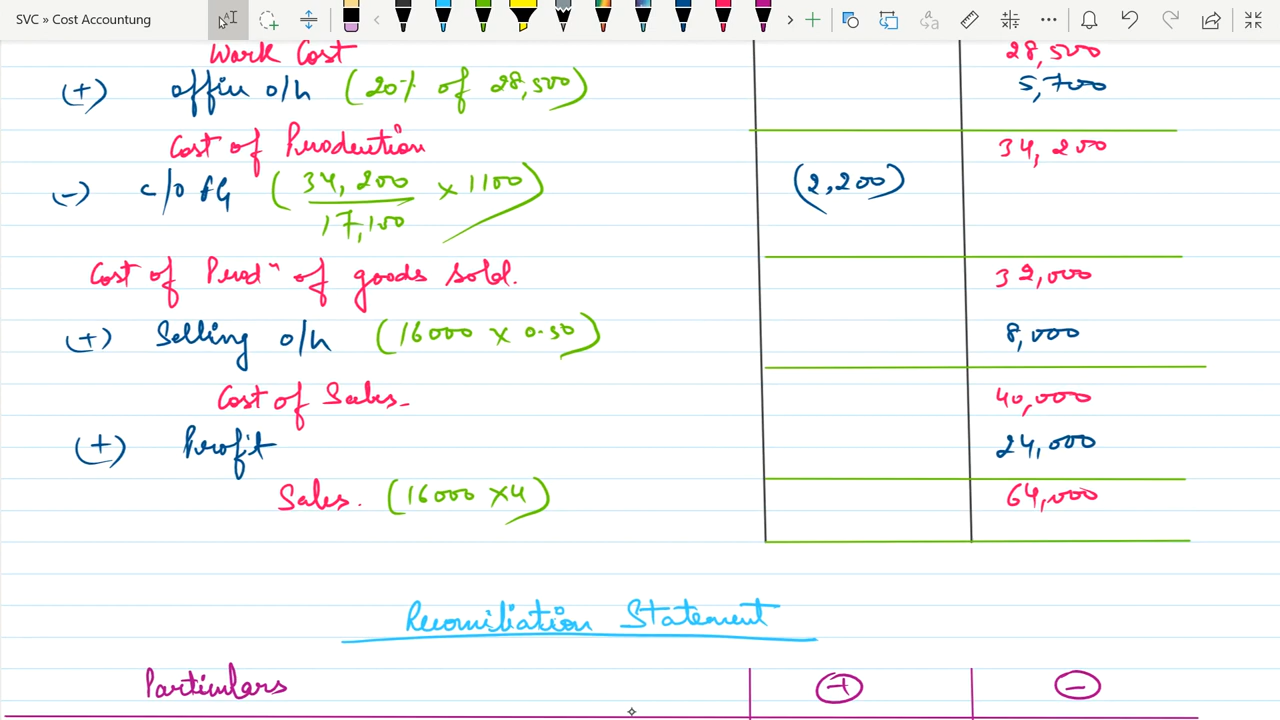 SVC » Cost Accountung
Work Cost 28,500
(+) office o/h (20% of 28,500) 5,700
Cost of Production 34,200
(-) c/o FG (34,200 / 17,100 × 1100) (2,200)
Cost of Prodⁿ of goods sold. 32,000
(+) Selling o/h (16000 × 0.50) 8,000
Cost of Sales- 40,000
(+) Profit 24,000
Sales. (16000 × 4) 64,000
Reconciliation Statement
Particulars + -